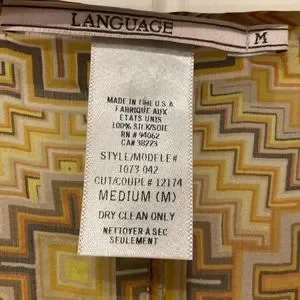 LANGUAGE M
MADE IN THE U.S.A.
FABRIQUE AUX
ETATS UNIS
100% SILK/SOIE
RN # 94062
CA# 38223
STYLE/MODELE#
1073 042
CUT/COUPE # 12174
MEDIUM (M)
DRY CLEAN ONLY
NETTOYER À SEC
SEULEMENT